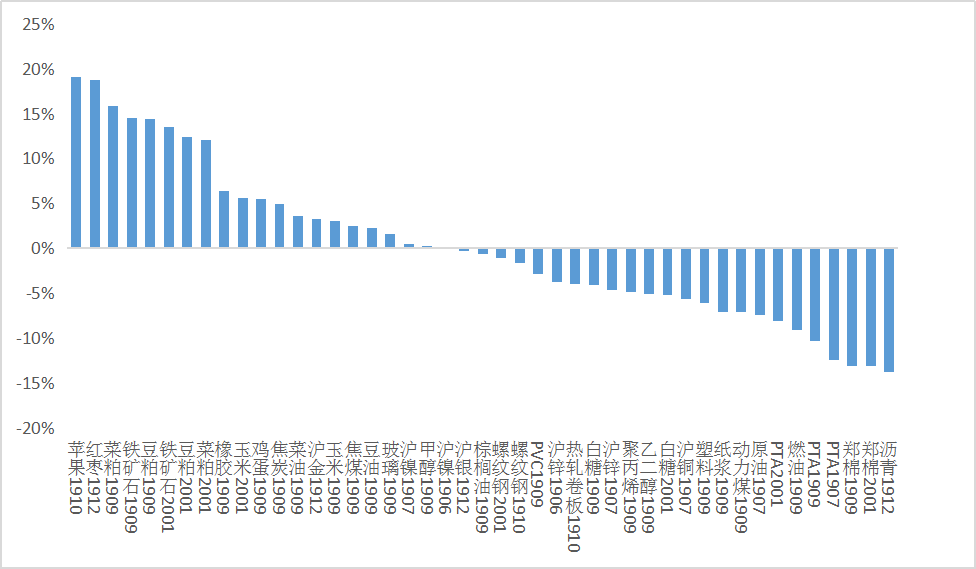 25%
20%
15%
10%
5%
0%
-5%
-10%
-15%
-20%
苹果1910
红枣1912
菜粕1909
铁矿石1909
豆粕1909
铁矿石2001
豆粕2001
菜粕2001
橡胶1909
玉米2001
鸡蛋1909
焦炭1909
菜油1909
沪金1912
玉米1909
焦煤1909
豆油1909
玻璃1909
沪镍1907
甲醇1909
沪镍1906
沪银1912
棕榈油1909
螺纹钢2001
螺纹钢1910
PVC1909
沪锌1906
热轧卷板1910
白糖1909
沪锌1907
聚丙烯1909
乙二醇1909
白糖2001
沪铜1907
塑料1909
纸浆1909
动力煤1909
原油1907
PTA2001
燃油1909
PTA1909
PTA1907
郑棉1909
郑棉2001
沥青1912